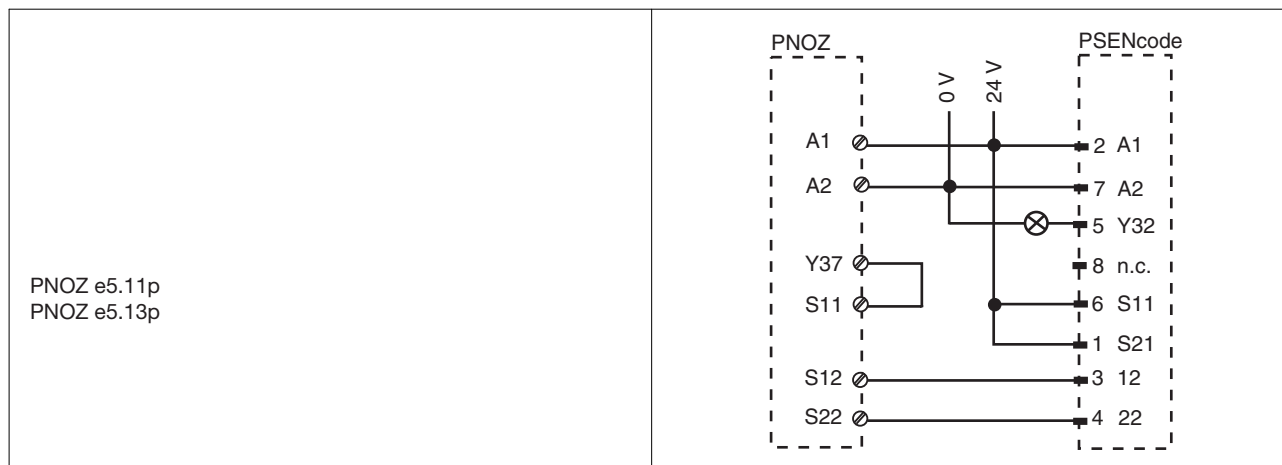 PNOZ e5.11p
PNOZ e5.13p
PNOZ
PSENcode
0 V
24 V
A1
2 A1
A2
7 A2
5 Y32
Y37
8 n.c.
S11
6 S11
1 S21
S12
3 12
S22
4 22